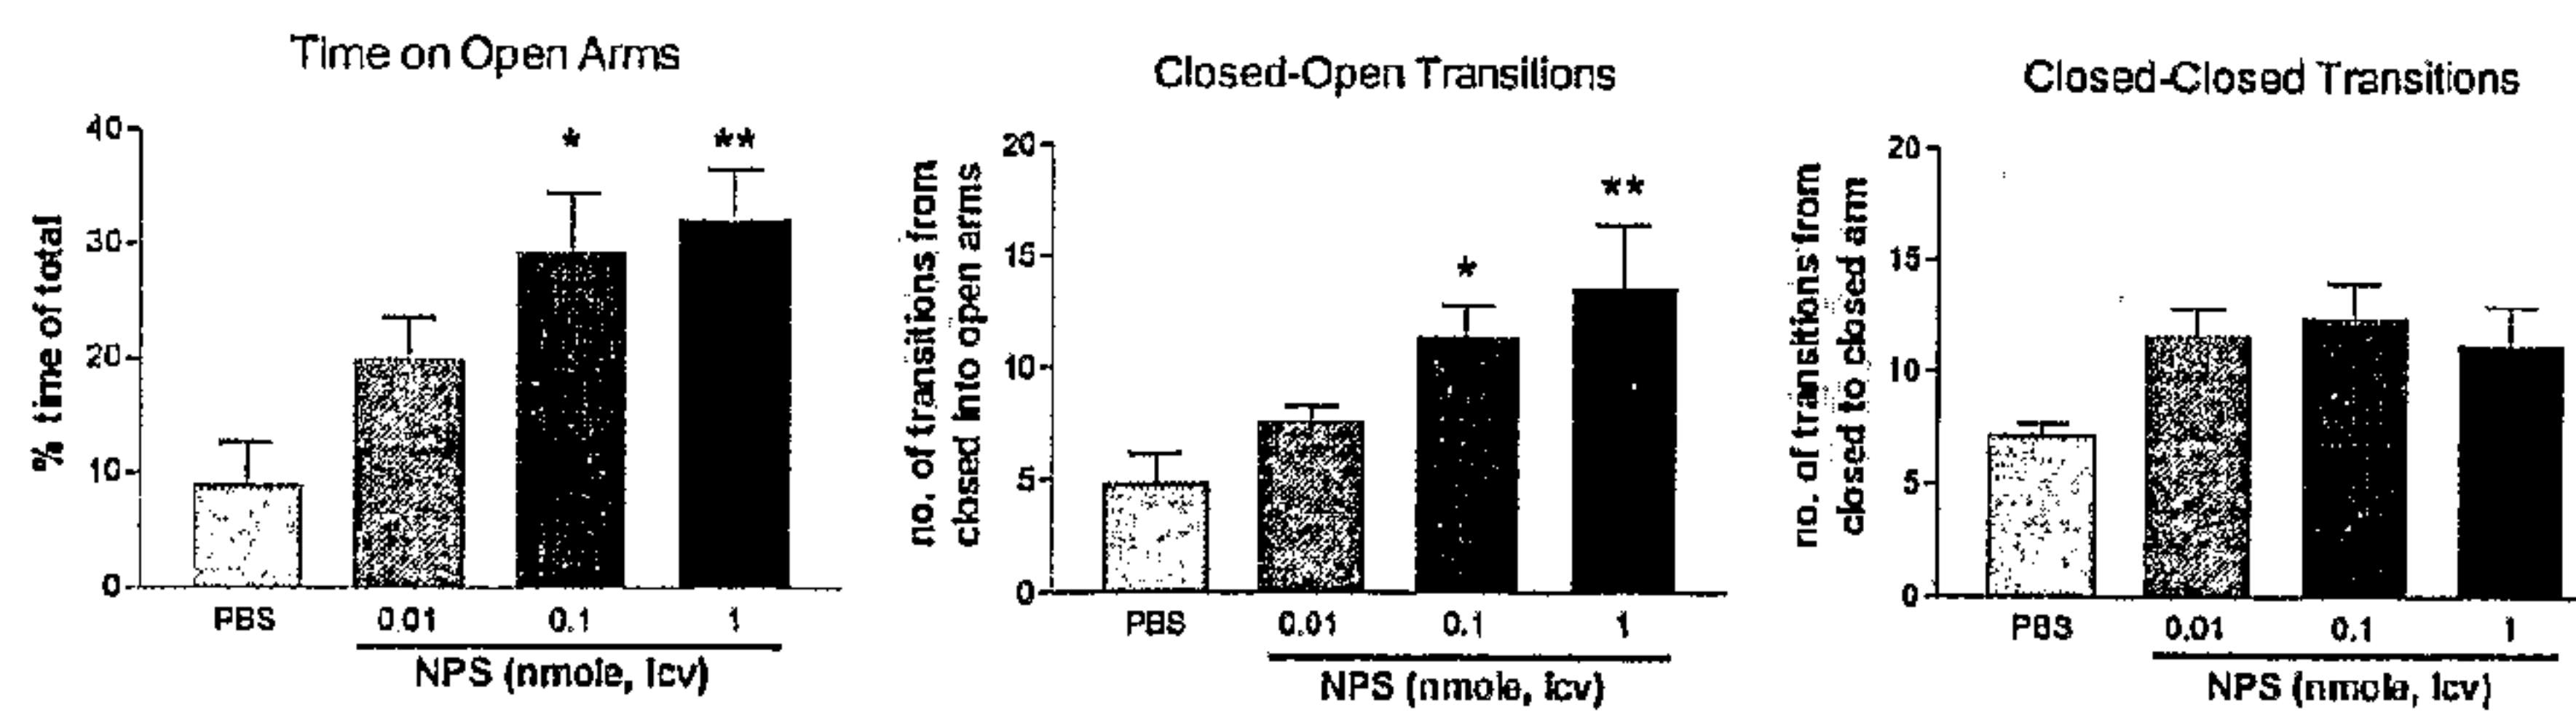 Time on Open Arms
% time of total
40
30
20
10
0
*
**
PBS
0.01
0.1
1
NPS (nmole, icv)
Closed-Open Transitions
no. of transitions from
closed into open arms
20
15
10
5
0
*
**
PBS
0.01
0.1
1
NPS (nmole, icv)
Closed-Closed Transitions
no. of transitions from
closed to closed arm
20
15
10
5
0
PBS
0.01
0.1
1
NPS (nmole, icv)